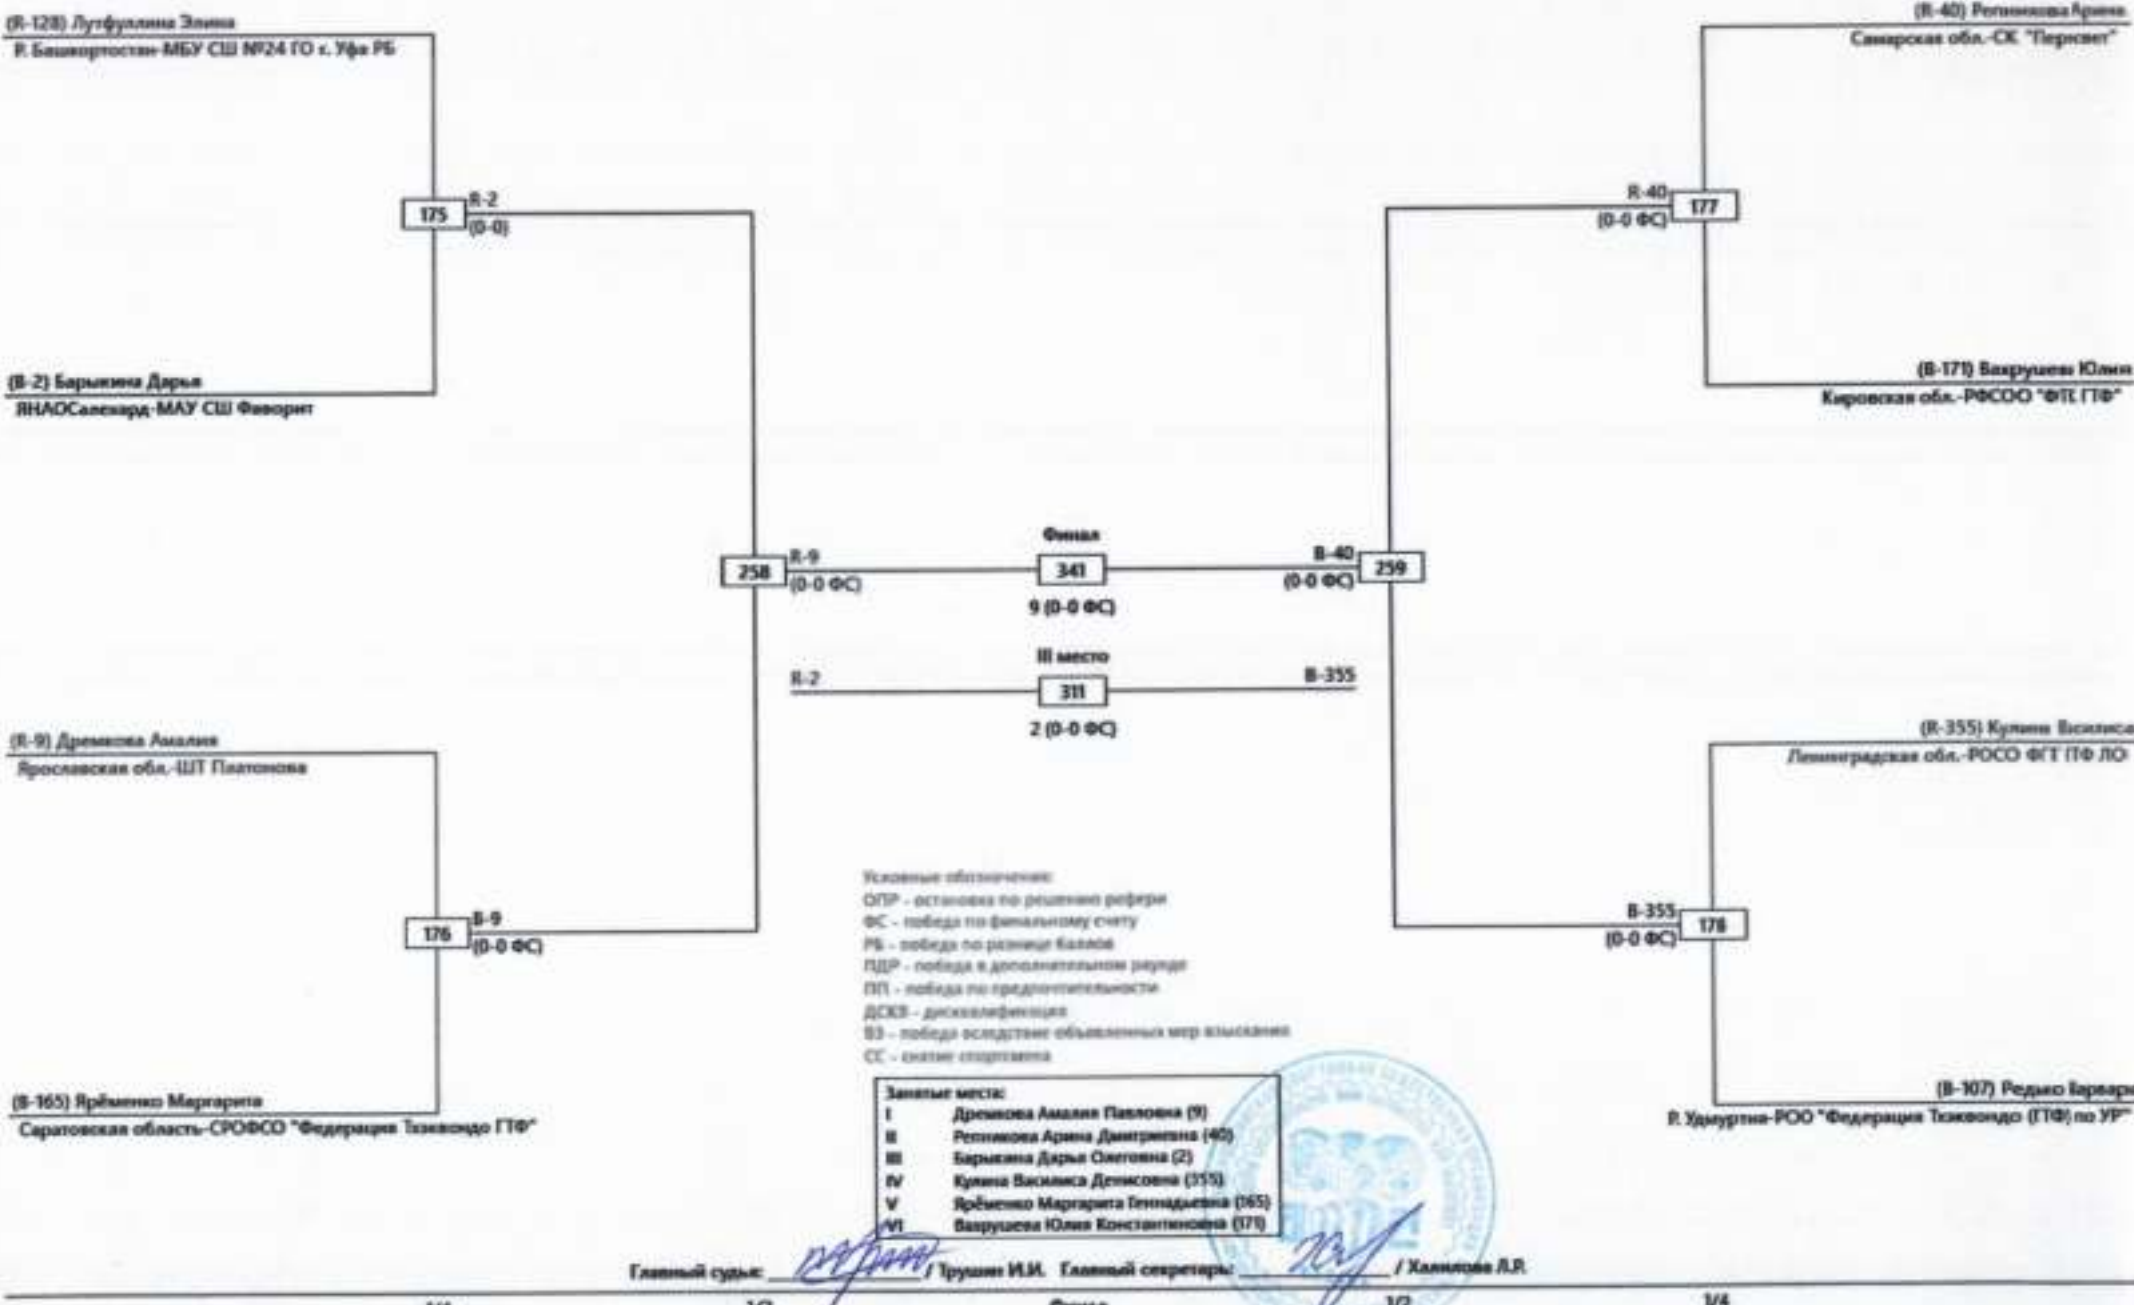 (R-128) Лутфуллина Элина
Р. Башкортостан-МБУ СШ №24 ГО г. Уфа РБ
(R-40) Репникова Арина
Самарская обл.-СК "Пересвет"
R-2
175
(0-0)
R-40
177
(0-0 ФС)
(B-2) Барыкина Дарья
ЯНАОСалехард-МАУ СШ Фаворит
(B-171) Вахрушева Юлия
Кировская обл.-РФСОО "ФТЕ ГТФ"
Финал
R-9
258
(0-0 ФС)
341
B-40
259
(0-0 ФС)
9 (0-0 ФС)
III место
R-2
311
B-355
2 (0-0 ФС)
(R-9) Дремкова Амалия
Ярославская обл.-ШТ Платонова
(R-355) Кулина Василиса
Ленинградская обл.-РОСО ФГТ ГТФ ЛО
B-9
176
(0-0 ФС)
B-355
178
(0-0 ФС)
Условные обозначения:
ОПР - остановка по решению рефери
ФС - победа по финальному счету
РБ - победа по разнице баллов
ПДР - победа в дополнительном раунде
ПП - победа по предпочтительности
ДСКВ - дисквалификация
ВЗ - победа вследствие объявленных мер взыскания
СС - снятие спортсмена
(B-165) Ярёменко Маргарита
Саратовская область-СРОФСО "Федерация Тхэквондо ГТФ"
(B-107) Редько Варвара
Р. Удмуртия-РОО "Федерация Тхэквондо (ГТФ) по УР"
Занятые места:
I Дремкова Амалия Павловна (9)
II Репникова Арина Дмитриевна (40)
III Барыкина Дарья Олеговна (2)
IV Кулина Василиса Денисовна (355)
V Ярёменко Маргарита Геннадьевна (165)
VI Вахрушева Юлия Константиновна (171)
Главный судья: / Трушин И.И. Главный секретарь: / Халилова Л.Р.
Финал 1/2 1/4